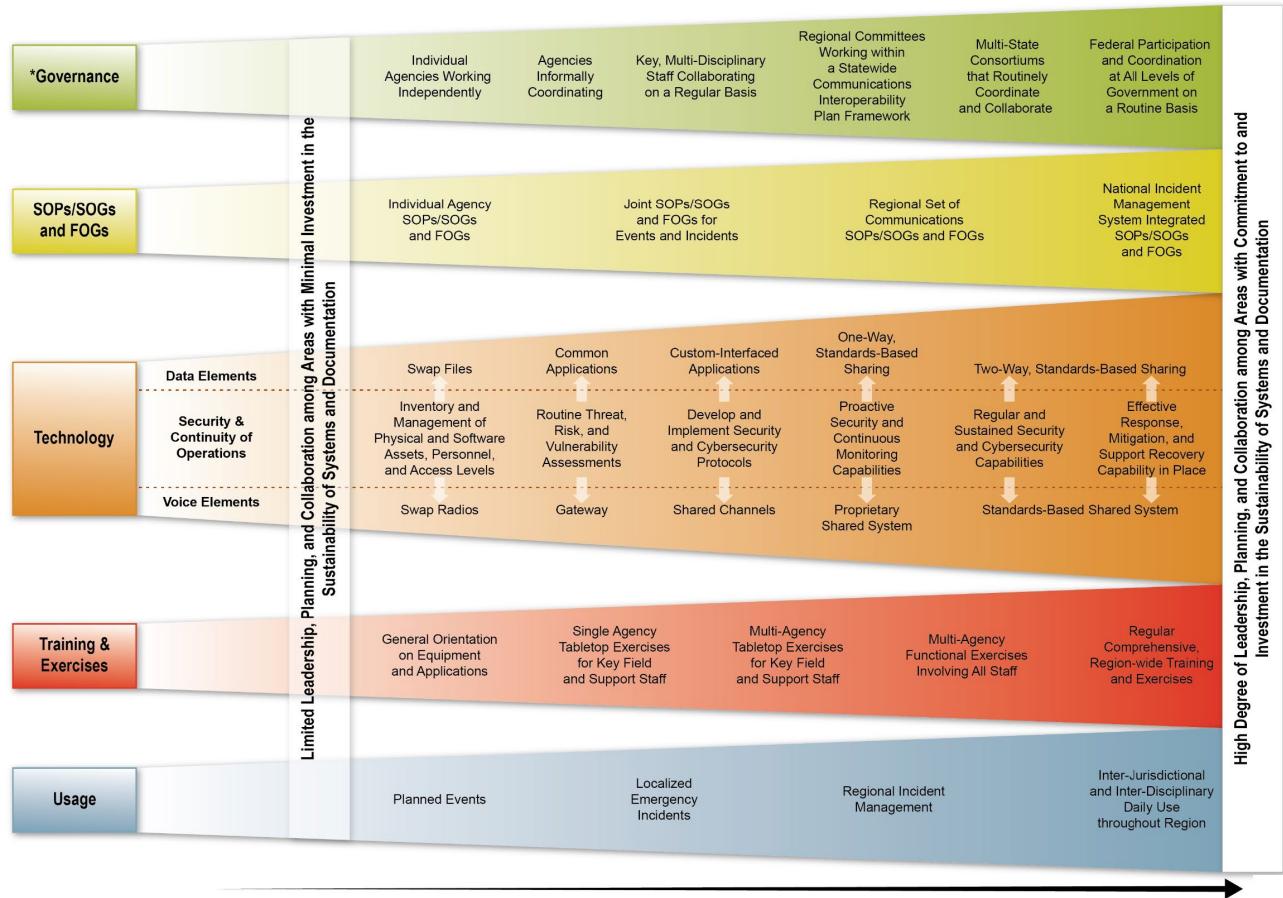 *Governance
Individual
Agencies Working
Independently
Agencies
Informally
Coordinating
Key, Multi-Disciplinary
Staff Collaborating
on a Regular Basis
Regional Committees
Working within
a Statewide
Communications
Interoperability
Plan Framework
Multi-State
Consortiums
that Routinely
Coordinate
and Collaborate
Federal Participation
and Coordination
at All Levels of
Government on
a Routine Basis
SOPs/SOGs
and FOGs
Individual Agency
SOPs/SOGs
and FOGs
Joint SOPs/SOGs
and FOGs for
Events and Incidents
Regional Set of
Communications
SOPs/SOGs and FOGs
National Incident
Management
System Integrated
SOPs/SOGs
and FOGs
Technology
Data Elements
Swap Files
Common
Applications
Custom-Interfaced
Applications
One-Way,
Standards-Based
Sharing
Two-Way, Standards-Based Sharing
Security &
Continuity of
Operations
Inventory and
Management of
Physical and Software
Assets, Personnel,
and Access Levels
Routine Threat,
Risk, and
Vulnerability
Assessments
Develop and
Implement Security
and Cybersecurity
Protocols
Proactive
Security and
Continuous
Monitoring
Capabilities
Regular and
Sustained Security
and Cybersecurity
Capabilities
Effective
Response,
Mitigation, and
Support Recovery
Capability in Place
Voice Elements
Swap Radios
Gateway
Shared Channels
Proprietary
Shared System
Standards-Based Shared System
Training &
Exercises
General Orientation
on Equipment
and Applications
Single Agency
Tabletop Exercises
for Key Field
and Support Staff
Multi-Agency
Tabletop Exercises
for Key Field
and Support Staff
Multi-Agency
Functional Exercises
Involving All Staff
Regular
Comprehensive,
Region-wide Training
and Exercises
Usage
Planned Events
Localized
Emergency
Incidents
Regional Incident
Management
Inter-Jurisdictional
and Inter-Disciplinary
Daily Use
throughout Region
Limited Leadership, Planning, and Collaboration among Areas with Minimal Investment in the
Sustainability of Systems and Documentation
High Degree of Leadership, Planning, and Collaboration among Areas with Commitment to and
Investment in the Sustainability of Systems and Documentation